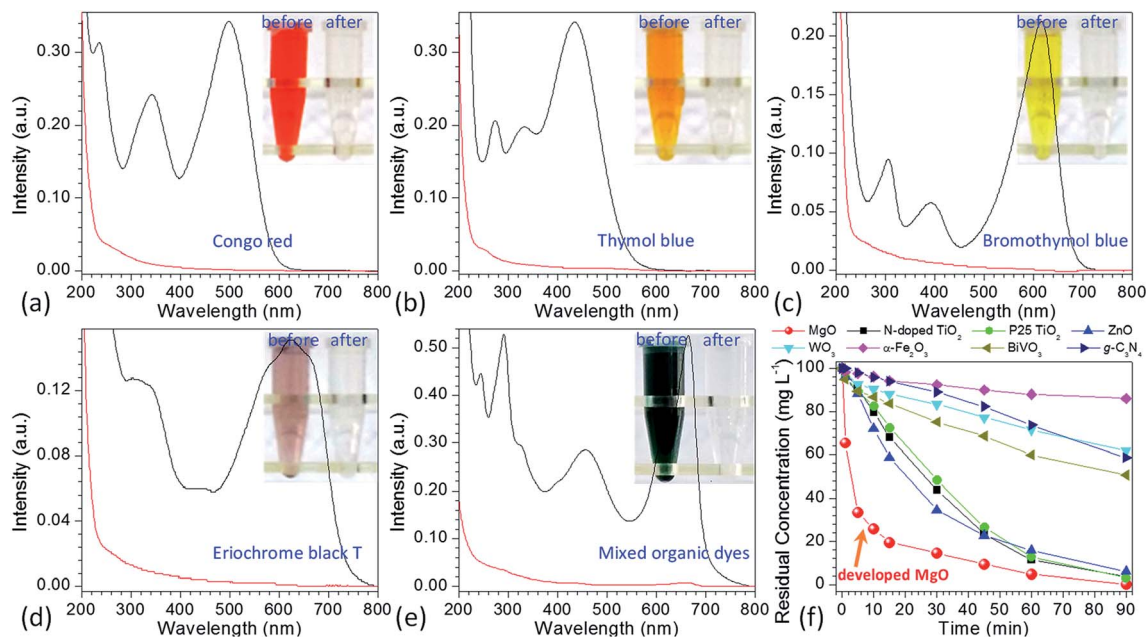 before after
0.30
0.20
0.10
0.00
Intensity (a.u.)
Congo red
200 300 400 500 600 700 800
Wavelength (nm)
(a)
before after
0.30
0.20
0.10
0.00
Intensity (a.u.)
Thymol blue
200 300 400 500 600 700 800
Wavelength (nm)
(b)
before after
0.20
0.15
0.10
0.05
0.00
Intensity (a.u.)
Bromothymol blue
200 300 400 500 600 700 800
Wavelength (nm)
(c)
before after
0.12
0.08
0.04
0.00
Intensity (a.u.)
Eriochrome black T
200 300 400 500 600 700 800
Wavelength (nm)
(d)
before after
0.50
0.40
0.30
0.20
0.10
0.00
Intensity (a.u.)
Mixed organic dyes
200 300 400 500 600 700 800
Wavelength (nm)
(e)
MgO N-doped TiO₂ P25 TiO₂ ZnO
WO₃ α-Fe₂O₃ BiVO₃ g-C₃N₄
100
80
60
40
20
0
Residual Concentration (mg L⁻¹)
developed MgO
0 10 20 30 40 50 60 70 80 90
Time (min)
(f)